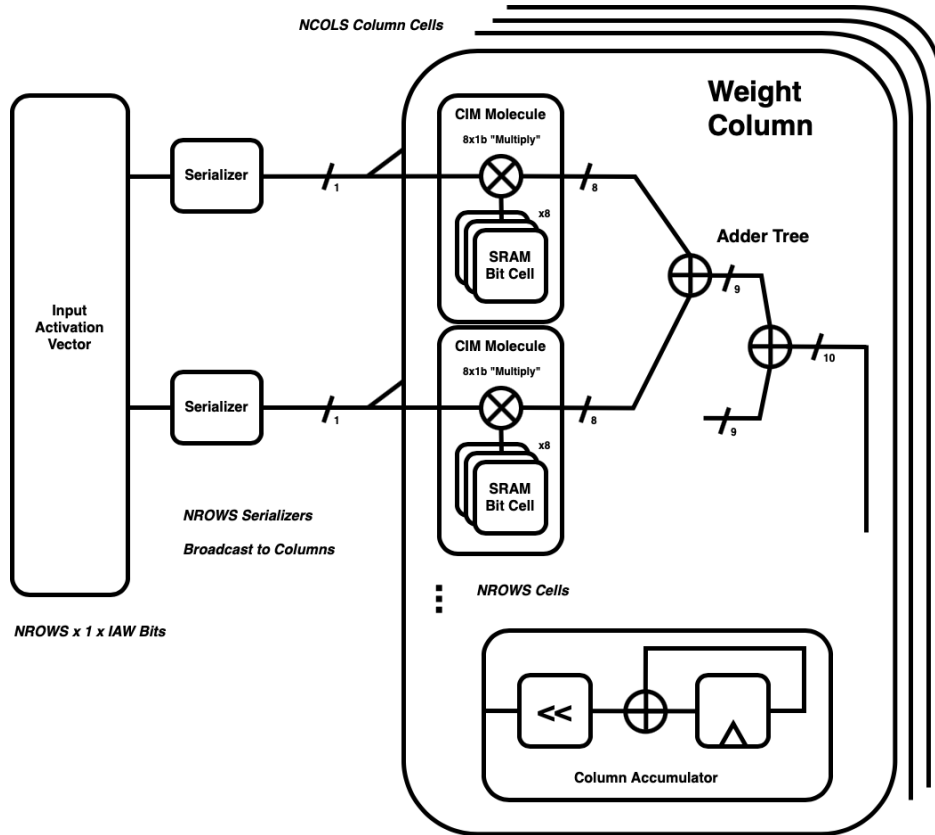 NCOLS Column Cells
Weight
Column
Input
Activation
Vector
NROWS x 1 x IAW Bits
Serializer
1
Serializer
1
NROWS Serializers
Broadcast to Columns
CIM Molecule
8x1b "Multiply"
x8
SRAM
Bit Cell
8
CIM Molecule
8x1b "Multiply"
x8
SRAM
Bit Cell
8
Adder Tree
9
10
9
NROWS Cells
<<
Column Accumulator